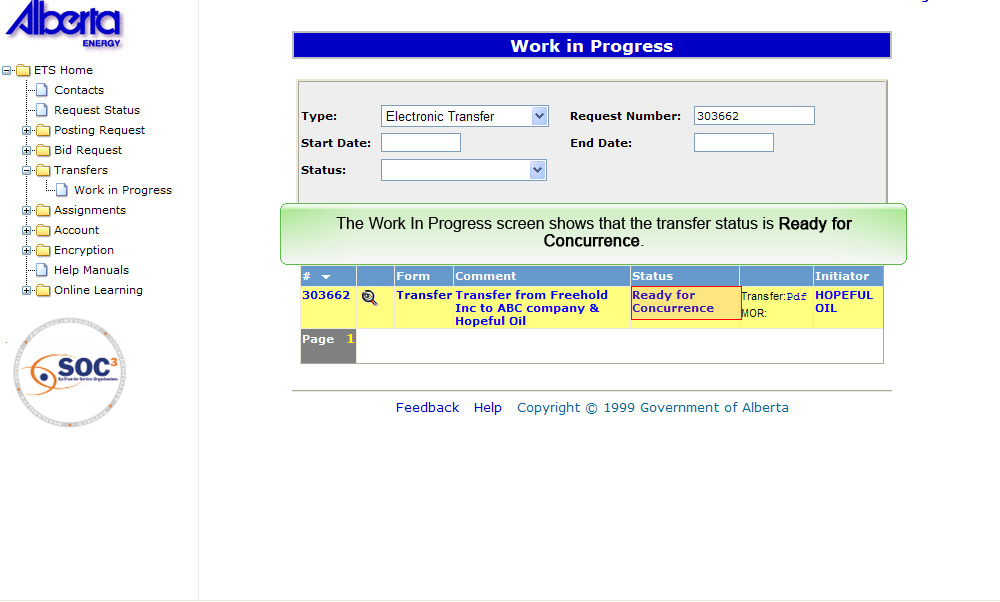 Alberta
ENERGY
ETS Home
Contacts
Request Status
Posting Request
Bid Request
Transfers
Work in Progress
Assignments
Account
Encryption
Help Manuals
Online Learning
SOC3
Work in Progress
Type: Electronic Transfer Request Number: 303662
Start Date: End Date:
Status:
The Work In Progress screen shows that the transfer status is Ready for
Concurrence.
# Form Comment Status Initiator
303662 Transfer Transfer from Freehold Ready for Transfer:Pdf HOPEFUL
Inc to ABC company & Concurrence MOR: OIL
Hopeful Oil
Page 1
Feedback Help Copyright © 1999 Government of Alberta